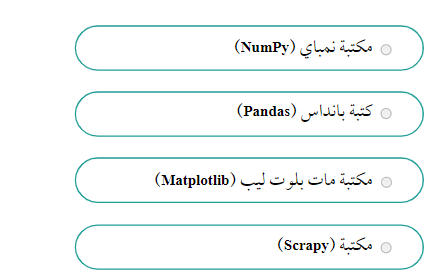 مكتبة نمباي (NumPy)
كتبة بانداس (Pandas)
مكتبة مات بلوت ليب (Matplotlib)
مكتبة (Scrapy)